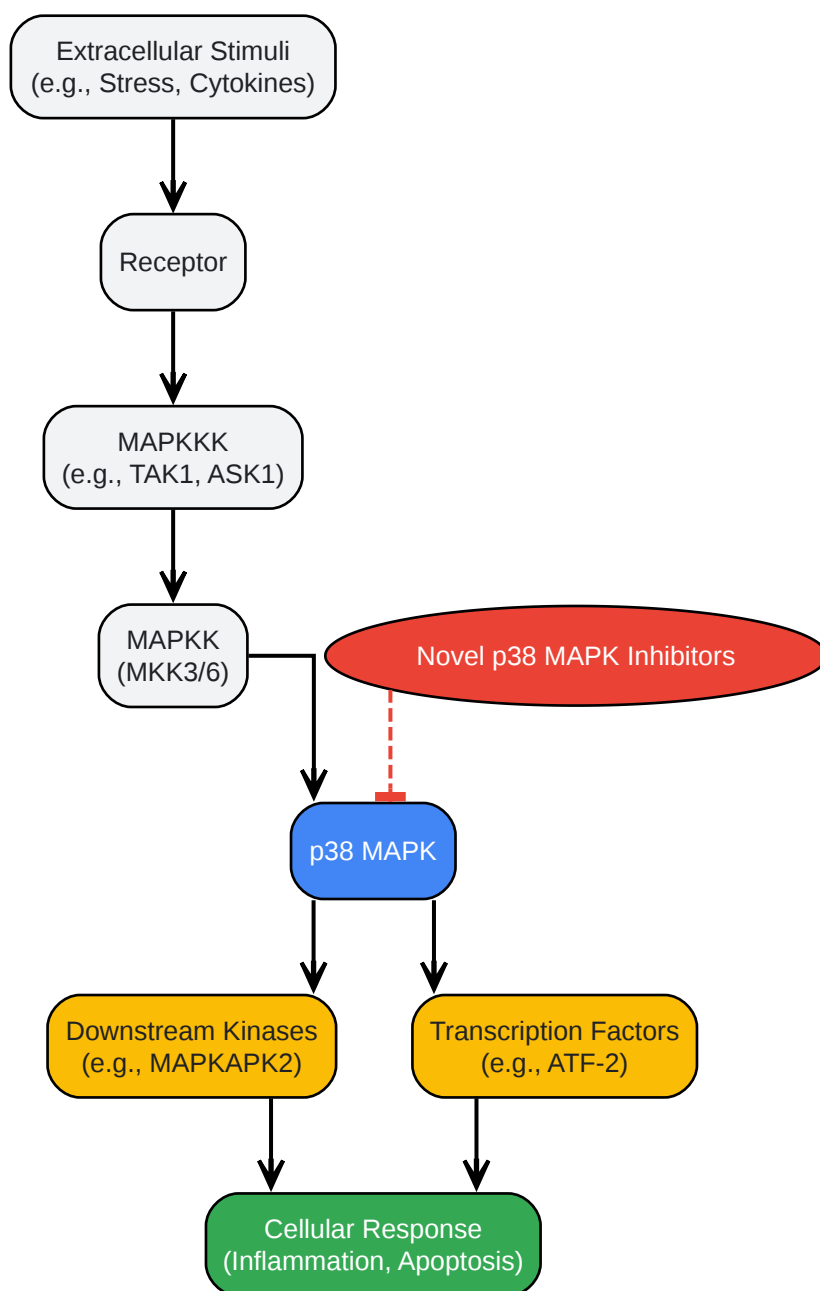 Extracellular Stimuli
(e.g., Stress, Cytokines)
Receptor
MAPKKK
(e.g., TAK1, ASK1)
MAPKK
(MKK3/6)
Novel p38 MAPK Inhibitors
p38 MAPK
Downstream Kinases
(e.g., MAPKAPK2)
Transcription Factors
(e.g., ATF-2)
Cellular Response
(Inflammation, Apoptosis)